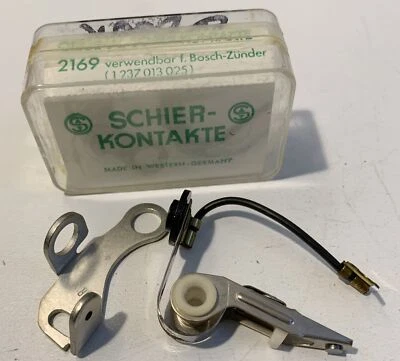 2169 verwendbar f. Bosch-Zünder
(1 237 013 025)
SCHIER-
KONTAKTE
MADE IN WESTERN-GERMANY